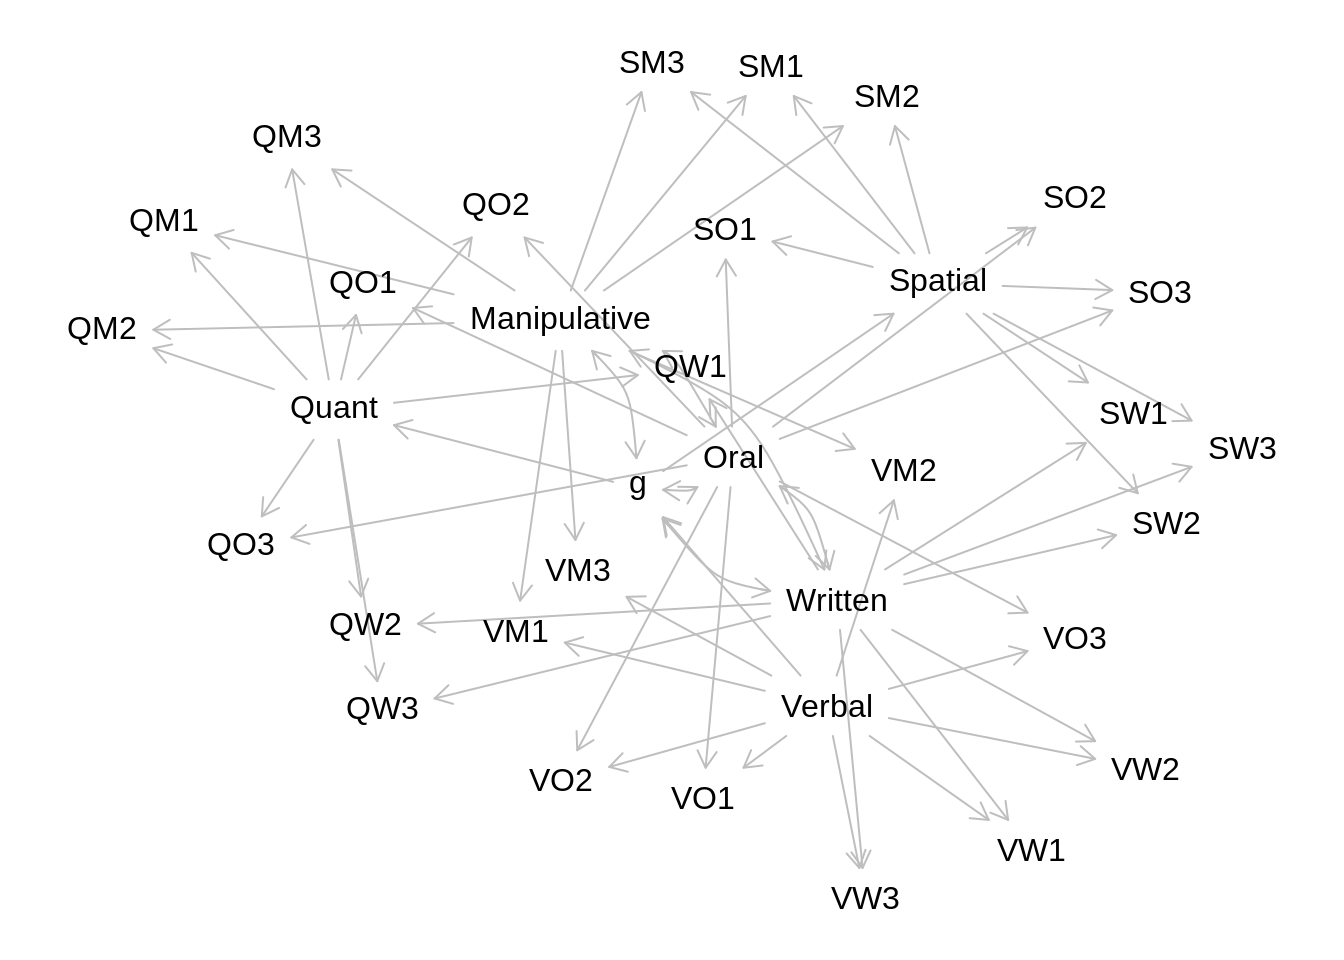 SM3
SM1
SM2
QM3
SO2
QO2
QM1
SO1
QO1
Spatial
SO3
Manipulative
QM2
QW1
Quant
SW1
SW3
Oral
VM2
g
SW2
QO3
VM3
Written
QW2
VM1
VO3
QW3
Verbal
VW2
VO2
VO1
VW1
VW3